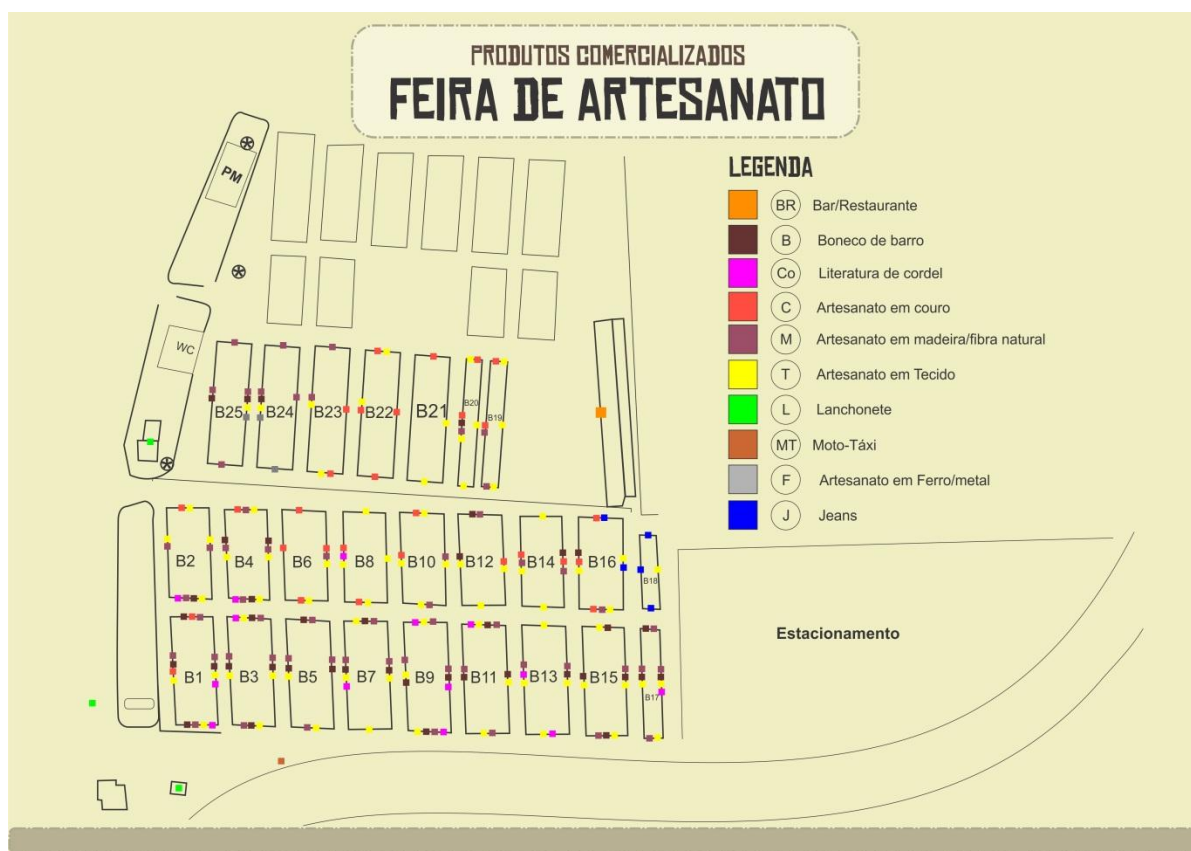 PRODUTOS COMERCIALIZADOS
FEIRA DE ARTESANATO
LEGENDA
BR Bar/Restaurante
B Boneco de barro
Co Literatura de cordel
C Artesanato em couro
M Artesanato em madeira/fibra natural
T Artesanato em Tecido
L Lanchonete
MT Moto-Táxi
F Artesanato em Ferro/metal
J Jeans
PM
WC
B25 B24 B23 B22 B21 B20 B19
B2 B4 B6 B8 B10 B12 B14 B16 B18
B1 B3 B5 B7 B9 B11 B13 B15 B17
Estacionamento